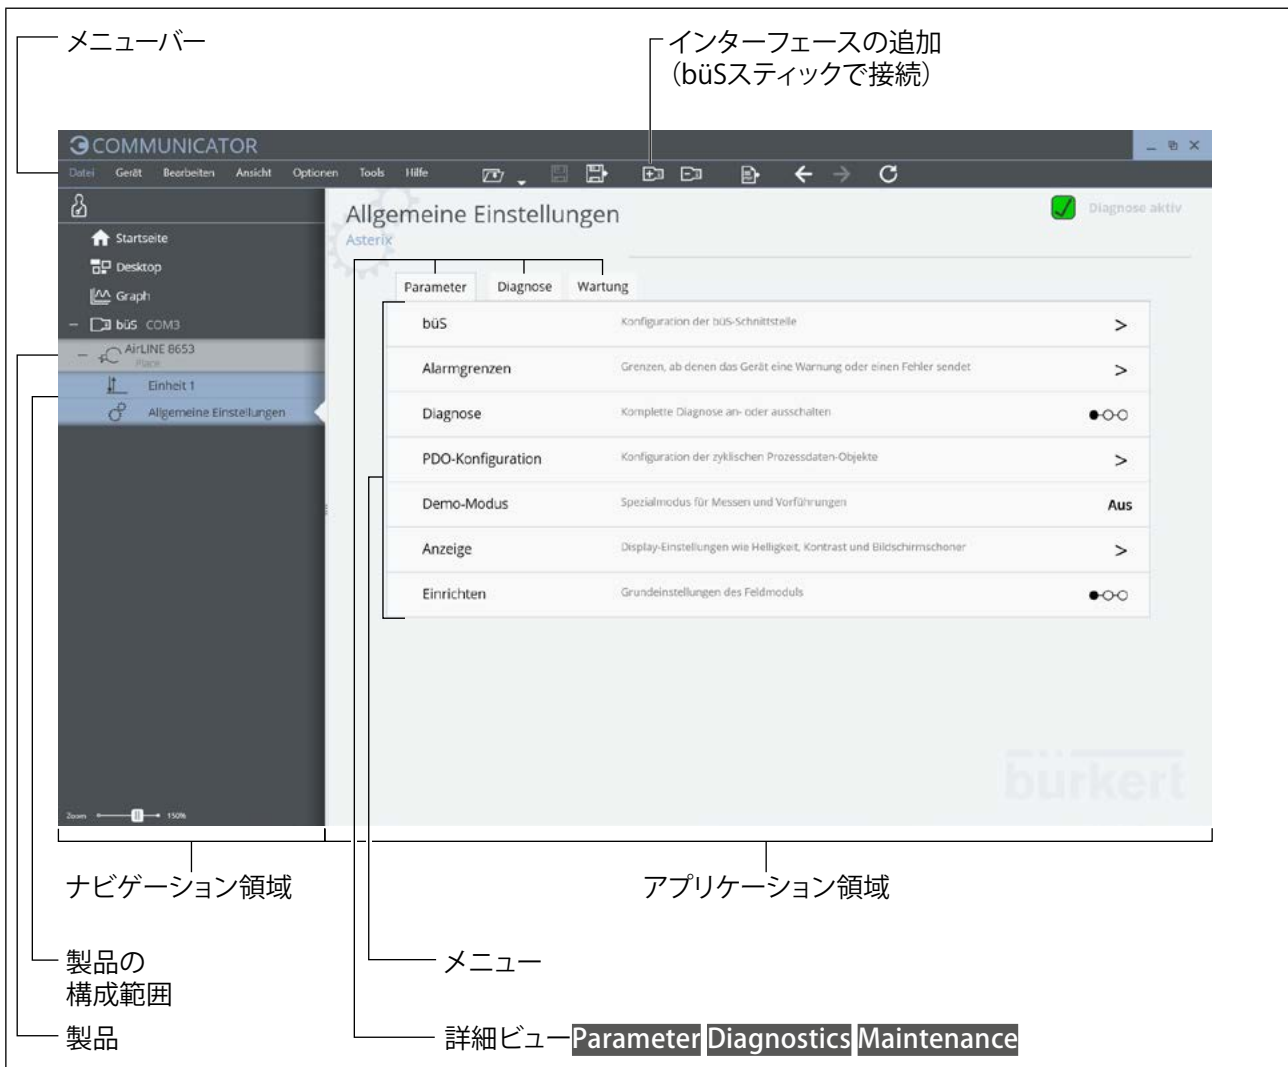 メニューバー
インターフェースの追加
(büSスティックで接続)
COMMUNICATOR
Datei Gerät Bearbeiten Ansicht Optionen Tools Hilfe
Startseite
Desktop
Graph
büS COM3
AirLINE 8653
Place
Einheit 1
Allgemeine Einstellungen
Zoom 150%
Allgemeine Einstellungen
Asterix
Diagnose aktiv
Parameter Diagnose Wartung
büS Konfiguration der büS-Schnittstelle >
Alarmgrenzen Grenzen, ab denen das Gerät eine Warnung oder einen Fehler sendet >
Diagnose Komplette Diagnose an- oder ausschalten
PDO-Konfiguration Konfiguration der zyklischen Prozessdaten-Objekte >
Demo-Modus Spezialmodus für Messen und Vorführungen Aus
Anzeige Display-Einstellungen wie Helligkeit, Kontrast und Bildschirmschoner >
Einrichten Grundeinstellungen des Feldmoduls
burkert
ナビゲーション領域
アプリケーション領域
製品の
構成範囲
メニュー
製品
詳細ビュー Parameter Diagnostics Maintenance